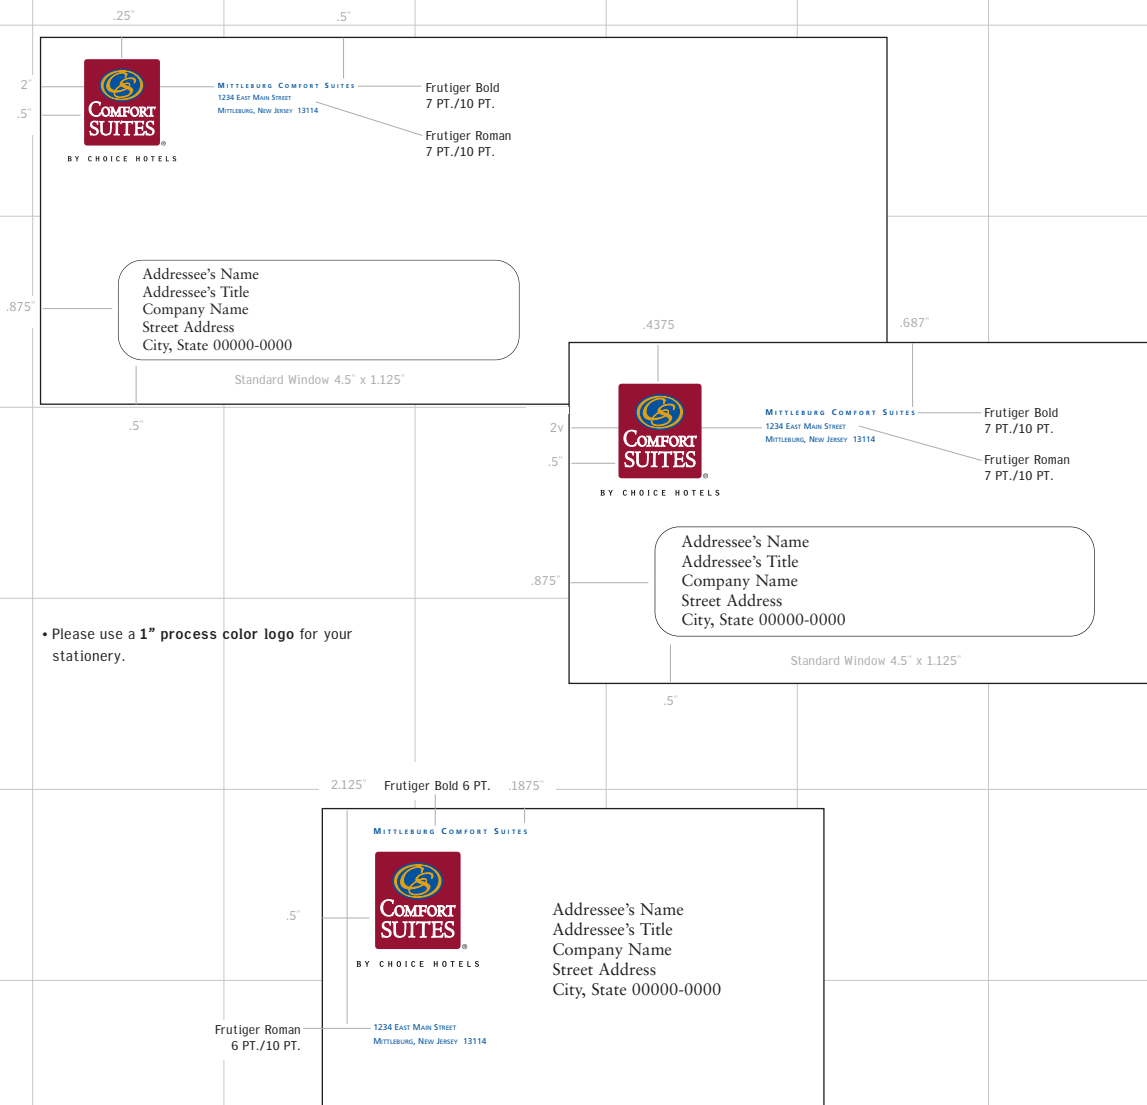 .25"
.5"
2"
.5"
COMFORT
SUITES
®
BY CHOICE HOTELS
MITTLEBURG COMFORT SUITES
1234 EAST MAIN STREET
MITTLEBURG, NEW JERSEY 13114
Frutiger Bold
7 PT./10 PT.
Frutiger Roman
7 PT./10 PT.
.875"
Addressee's Name
Addressee's Title
Company Name
Street Address
City, State 00000-0000
Standard Window 4.5" x 1.125"
.5"
.4375
.687"
2v
.5"
COMFORT
SUITES
®
BY CHOICE HOTELS
MITTLEBURG COMFORT SUITES
1234 EAST MAIN STREET
MITTLEBURG, NEW JERSEY 13114
Frutiger Bold
7 PT./10 PT.
Frutiger Roman
7 PT./10 PT.
.875"
Addressee's Name
Addressee's Title
Company Name
Street Address
City, State 00000-0000
Standard Window 4.5" x 1.125"
.5"
• Please use a 1” process color logo for your
stationery.
2.125"
Frutiger Bold 6 PT.
.1875"
MITTLEBURG COMFORT SUITES
.5"
COMFORT
SUITES
®
BY CHOICE HOTELS
Addressee's Name
Addressee's Title
Company Name
Street Address
City, State 00000-0000
Frutiger Roman
6 PT./10 PT.
1234 EAST MAIN STREET
MITTLEBURG, NEW JERSEY 13114